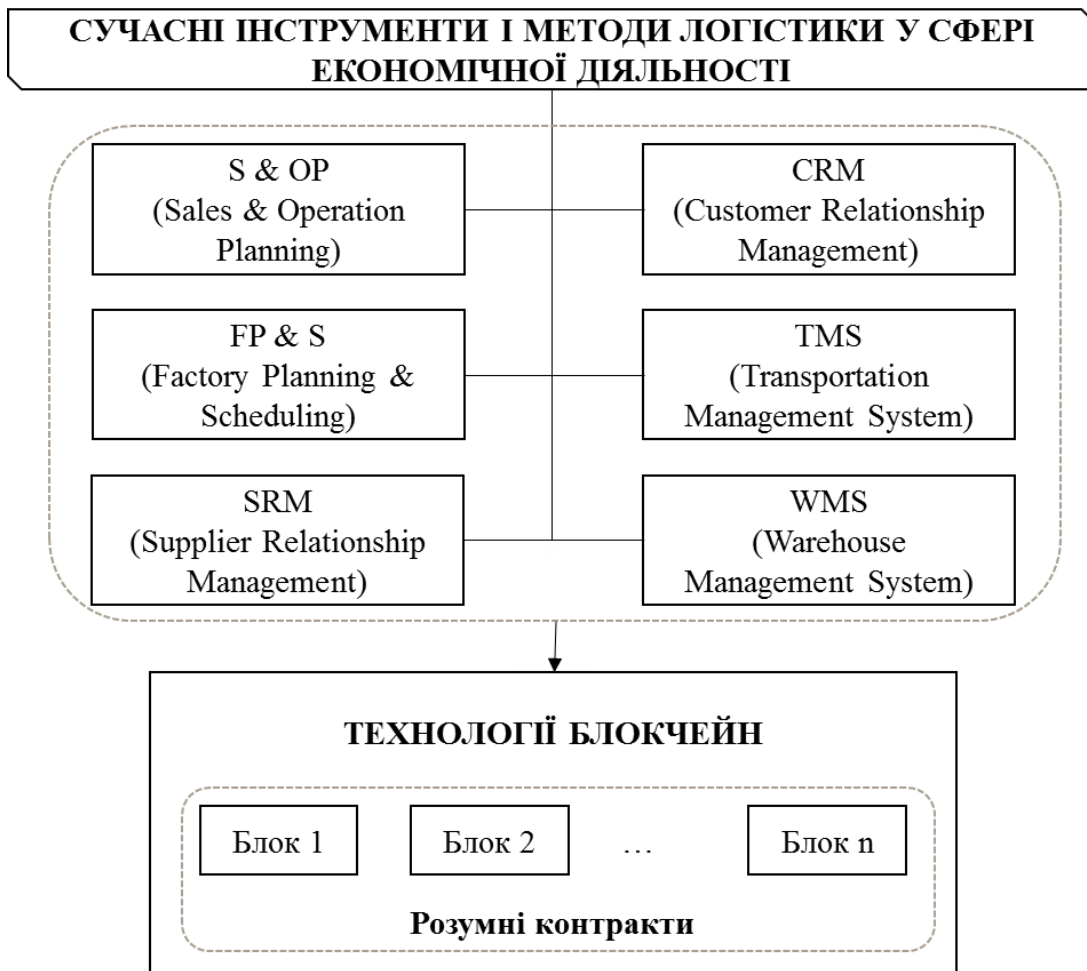 СУЧАСНІ ІНСТРУМЕНТИ І МЕТОДИ ЛОГІСТИКИ У СФЕРІ
ЕКОНОМІЧНОЇ ДІЯЛЬНОСТІ
S & OP
(Sales & Operation
Planning)
CRM
(Customer Relationship
Management)
FP & S
(Factory Planning &
Scheduling)
TMS
(Transportation
Management System)
SRM
(Supplier Relationship
Management)
WMS
(Warehouse
Management System)
ТЕХНОЛОГІЇ БЛОКЧЕЙН
Блок 1
Блок 2
...
Блок n
Розумні контракти